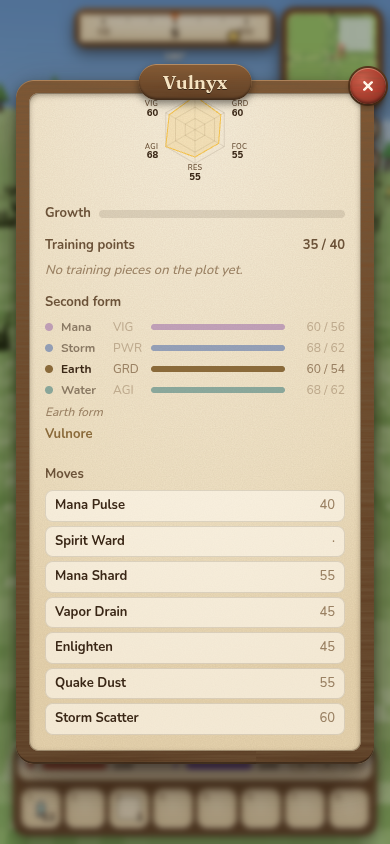 Vulnyx
×
VIG
60
GRD
60
AGI
68
FOC
55
RES
55
Growth
Training points 35 / 40
No training pieces on the plot yet.
Second form
Mana VIG 60 / 56
Storm PWR 68 / 62
Earth GRD 60 / 54
Water AGI 68 / 62
Earth form
Vulnore
Moves
Mana Pulse 40
Spirit Ward ·
Mana Shard 55
Vapor Drain 45
Enlighten 45
Quake Dust 55
Storm Scatter 60